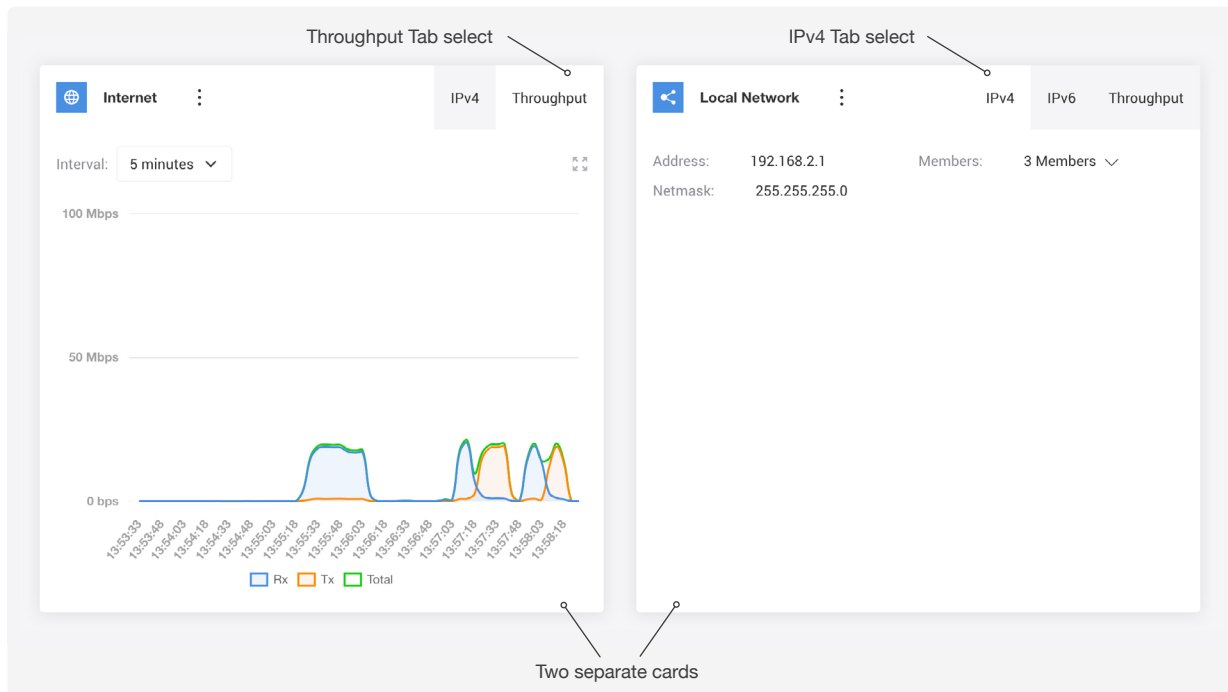 Throughput Tab select
IPv4 Tab select
Internet
IPv4 Throughput
Interval: 5 minutes
100 Mbps
50 Mbps
0 bps
13:53:33 13:53:48 13:54:03 13:54:18 13:54:33 13:54:48 13:55:03 13:55:18 13:55:33 13:55:48 13:56:03 13:56:18 13:56:33 13:56:48 13:57:03 13:57:18 13:57:33 13:57:48 13:58:03 13:58:18
Rx Tx Total
Local Network
IPv4 IPv6 Throughput
Address: 192.168.2.1 Members: 3 Members
Netmask: 255.255.255.0
Two separate cards